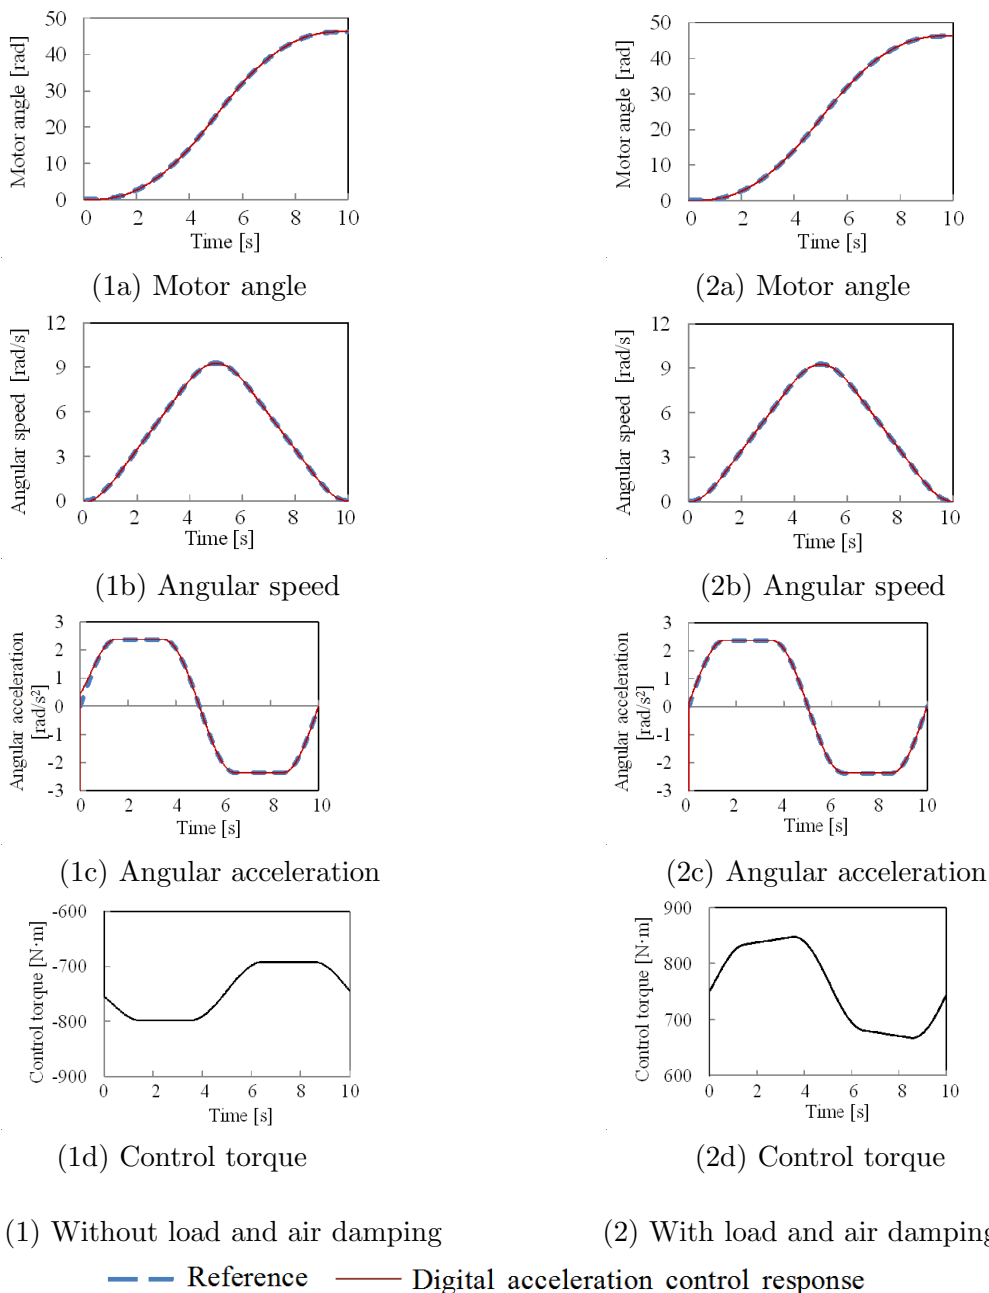 Motor angle [rad]
50
40
30
20
10
0
0 2 4 6 8 10
Time [s]
(1a) Motor angle
Motor angle [rad]
50
40
30
20
10
0
0 2 4 6 8 10
Time [s]
(2a) Motor angle
Angular speed [rad/s]
12
9
6
3
0
0 2 4 6 8 10
Time [s]
(1b) Angular speed
Angular speed [rad/s]
12
9
6
3
0
0 2 4 6 8 10
Time [s]
(2b) Angular speed
Angular acceleration
[rad/s²]
3
2
1
0
-1
-2
-3
0 2 4 6 8 10
Time [s]
(1c) Angular acceleration
Angular acceleration
[rad/s²]
3
2
1
0
-1
-2
-3
0 2 4 6 8 10
Time [s]
(2c) Angular acceleration
Control torque [N·m]
-600
-700
-800
-900
0 2 4 6 8 10
Time [s]
(1d) Control torque
Control torque [N·m]
900
800
700
600
0 2 4 6 8 10
Time [s]
(2d) Control torque
(1) Without load and air damping
(2) With load and air damping
Reference
Digital acceleration control response